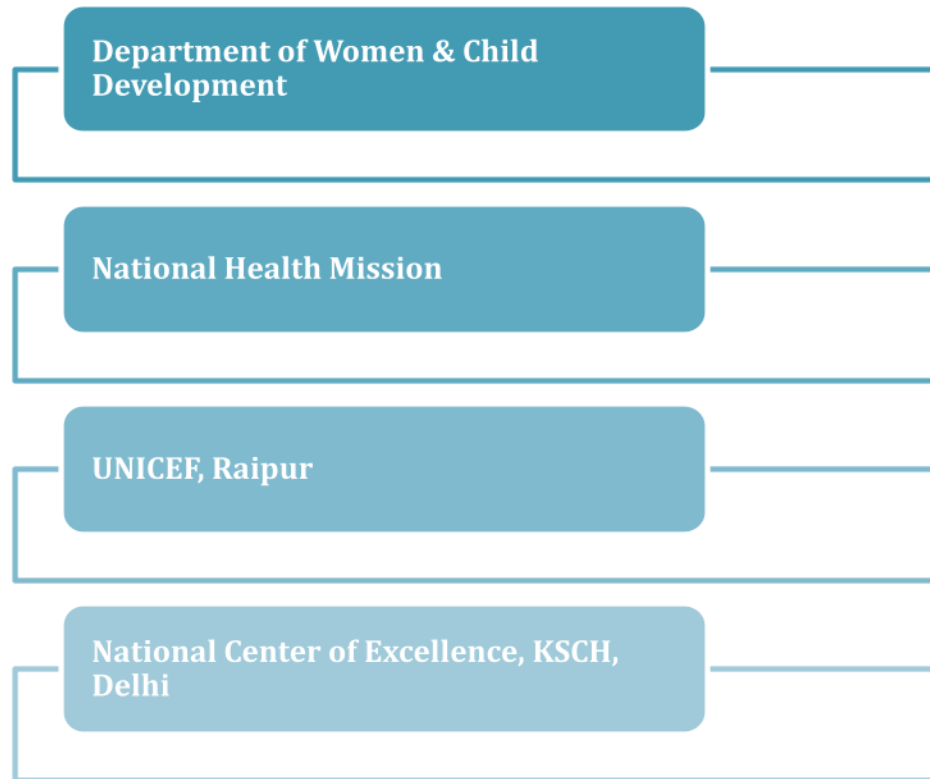 Department of Women & Child
Development
National Health Mission
UNICEF, Raipur
National Center of Excellence, KSCH,
Delhi